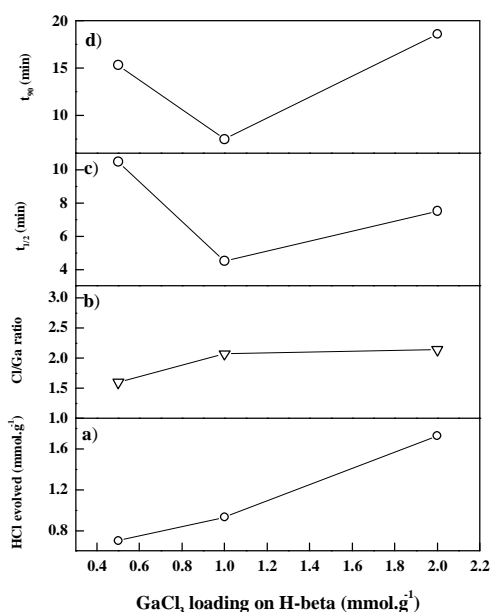 d)
t90 (min)
20
15
10
c)
t1/2 (min)
10
8
6
4
b)
Cl/Ga ratio
3.0
2.5
2.0
1.5
1.0
a)
HCl evolved (mmol.g-1)
1.6
1.2
0.8
0.4 0.6 0.8 1.0 1.2 1.4 1.6 1.8 2.0 2.2
GaCl3 loading on H-beta (mmol.g-1)